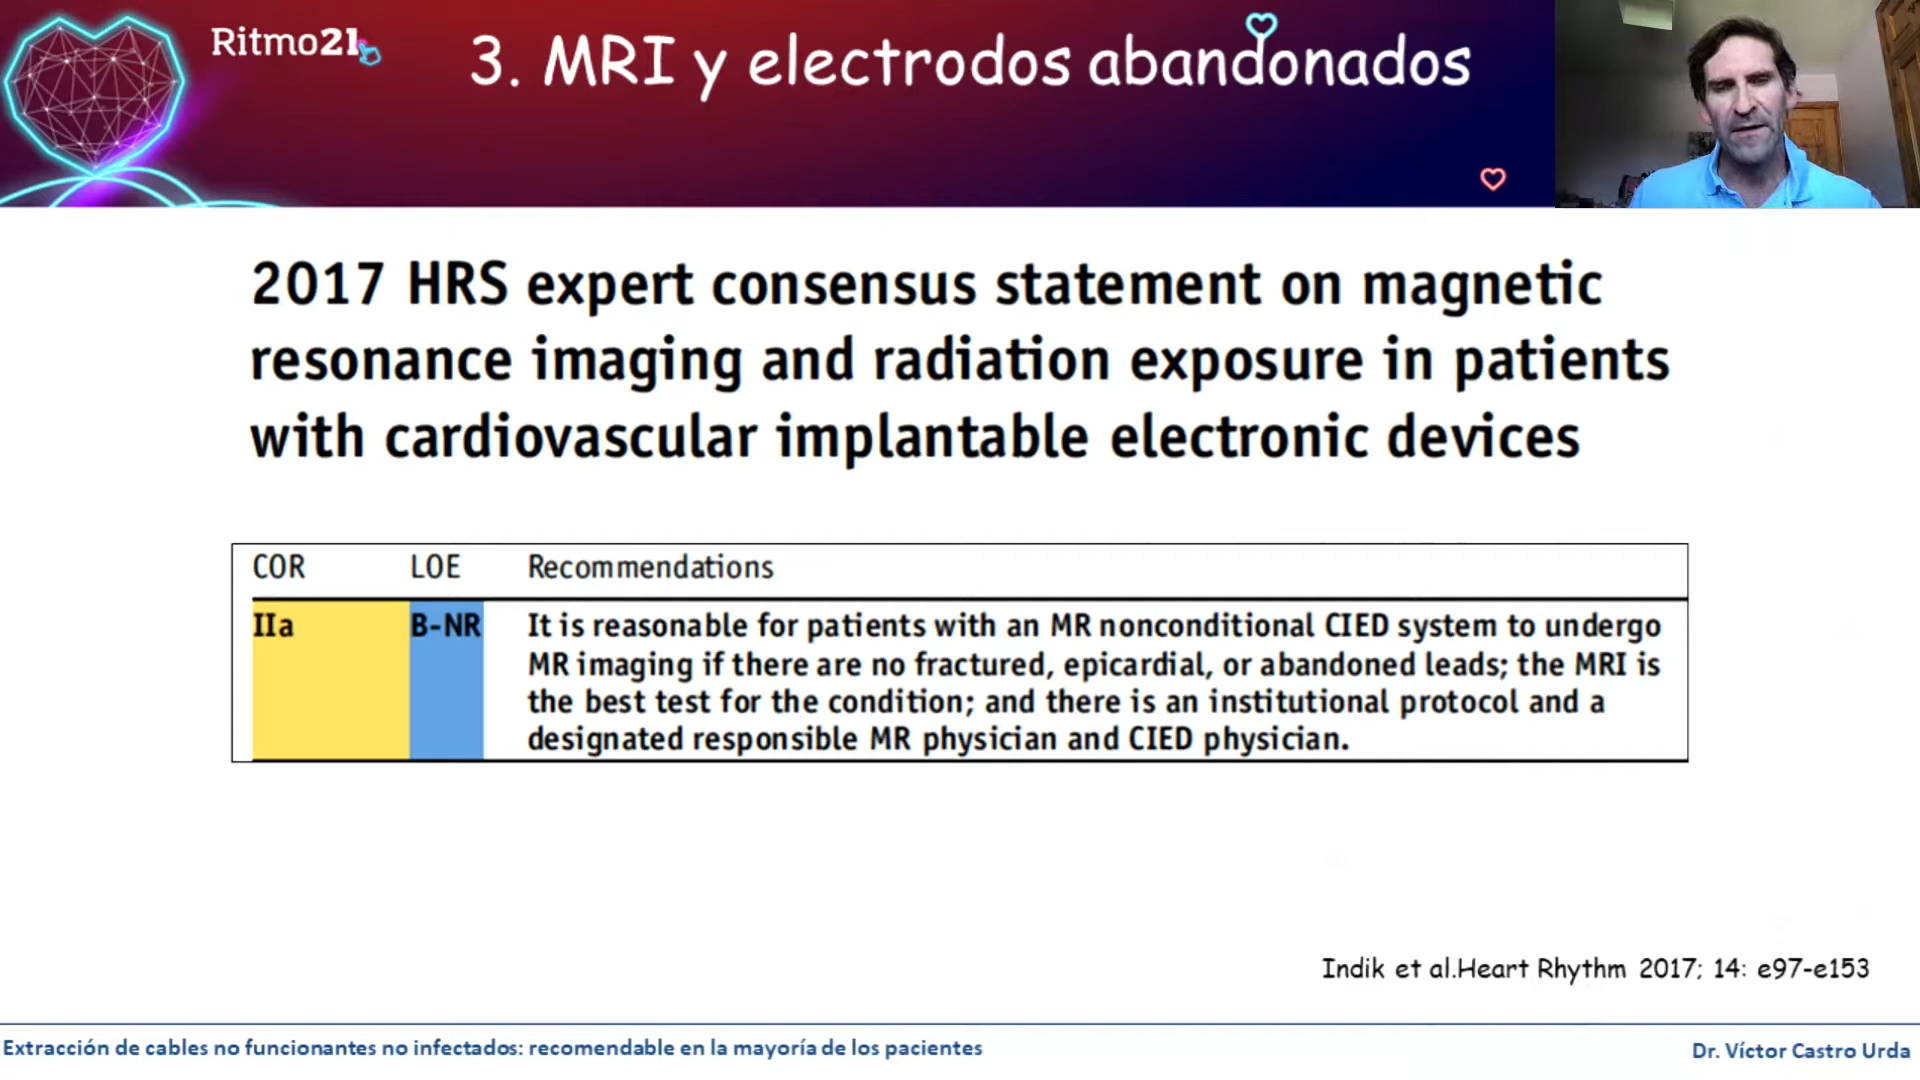 Ritmo21
3. MRI y electrodos abandonados
2017 HRS expert consensus statement on magnetic
resonance imaging and radiation exposure in patients
with cardiovascular implantable electronic devices
COR LOE Recommendations
IIa B-NR It is reasonable for patients with an MR nonconditional CIED system to undergo
MR imaging if there are no fractured, epicardial, or abandoned leads; the MRI is
the best test for the condition; and there is an institutional protocol and a
designated responsible MR physician and CIED physician.
Indik et al.Heart Rhythm 2017; 14: e97-e153
Extracción de cables no funcionantes no infectados: recomendable en la mayoría de los pacientes
Dr. Víctor Castro Urda